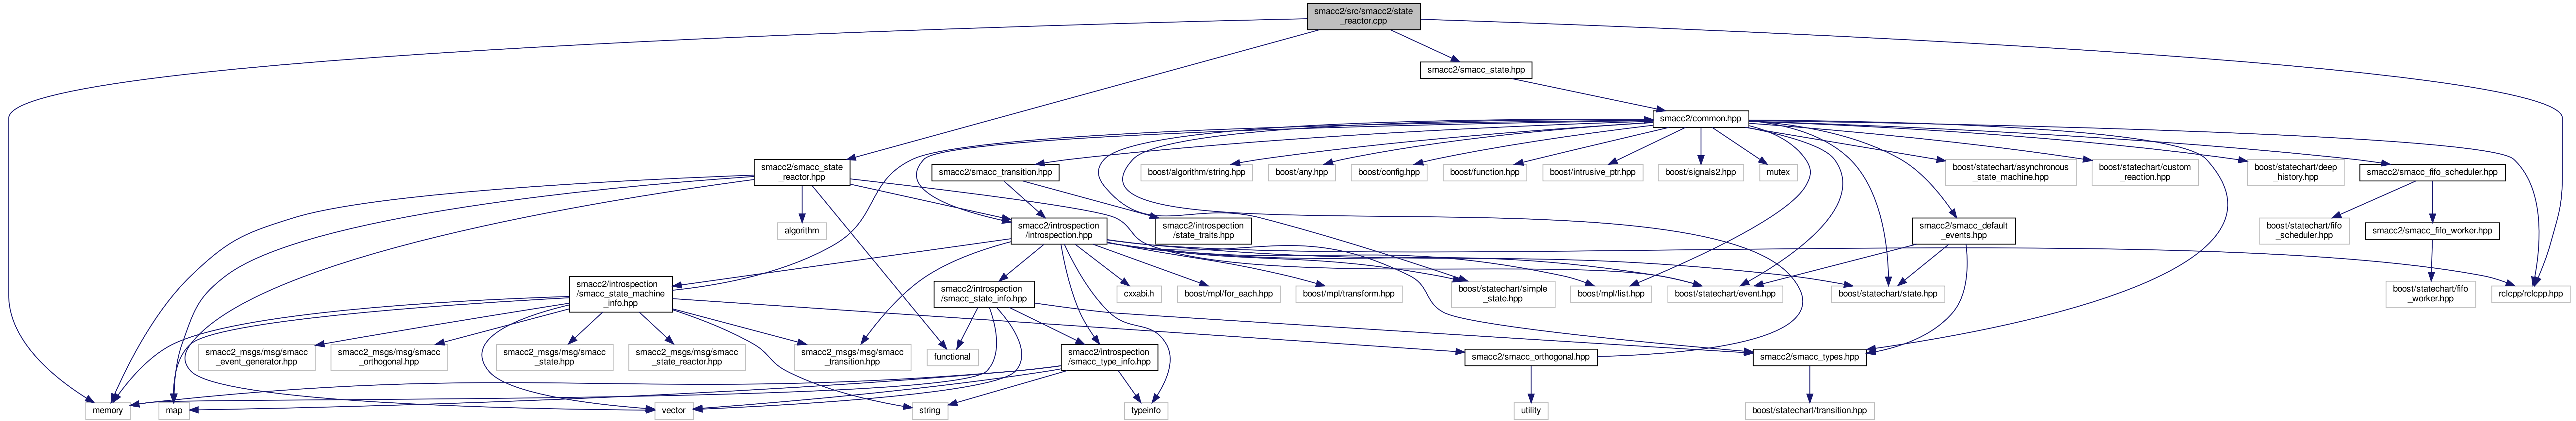 smacc2/src/smacc2/state
_reactor.cpp
smacc2/smacc_state.hpp
smacc2/common.hpp
smacc2/smacc_state
_reactor.hpp
smacc2/smacc_transition.hpp
boost/algorithm/string.hpp
boost/any.hpp
boost/config.hpp
boost/function.hpp
boost/intrusive_ptr.hpp
boost/signals2.hpp
mutex
boost/statechart/asynchronous
_state_machine.hpp
boost/statechart/custom
_reaction.hpp
boost/statechart/deep
_history.hpp
smacc2/smacc_fifo_scheduler.hpp
algorithm
smacc2/introspection
/introspection.hpp
smacc2/introspection
/state_traits.hpp
smacc2/smacc_default
_events.hpp
boost/statechart/fifo
_scheduler.hpp
smacc2/smacc_fifo_worker.hpp
smacc2/introspection
/smacc_state_machine
_info.hpp
smacc2/introspection
/smacc_state_info.hpp
cxxabi.h
boost/mpl/for_each.hpp
boost/mpl/transform.hpp
boost/statechart/simple
_state.hpp
boost/mpl/list.hpp
boost/statechart/event.hpp
boost/statechart/state.hpp
boost/statechart/fifo
_worker.hpp
rclcpp/rclcpp.hpp
smacc2_msgs/msg/smacc
_event_generator.hpp
smacc2_msgs/msg/smacc
_orthogonal.hpp
smacc2_msgs/msg/smacc
_state.hpp
smacc2_msgs/msg/smacc
_state_reactor.hpp
smacc2_msgs/msg/smacc
_transition.hpp
functional
smacc2/introspection
/smacc_type_info.hpp
smacc2/smacc_orthogonal.hpp
smacc2/smacc_types.hpp
memory
map
vector
string
typeinfo
utility
boost/statechart/transition.hpp